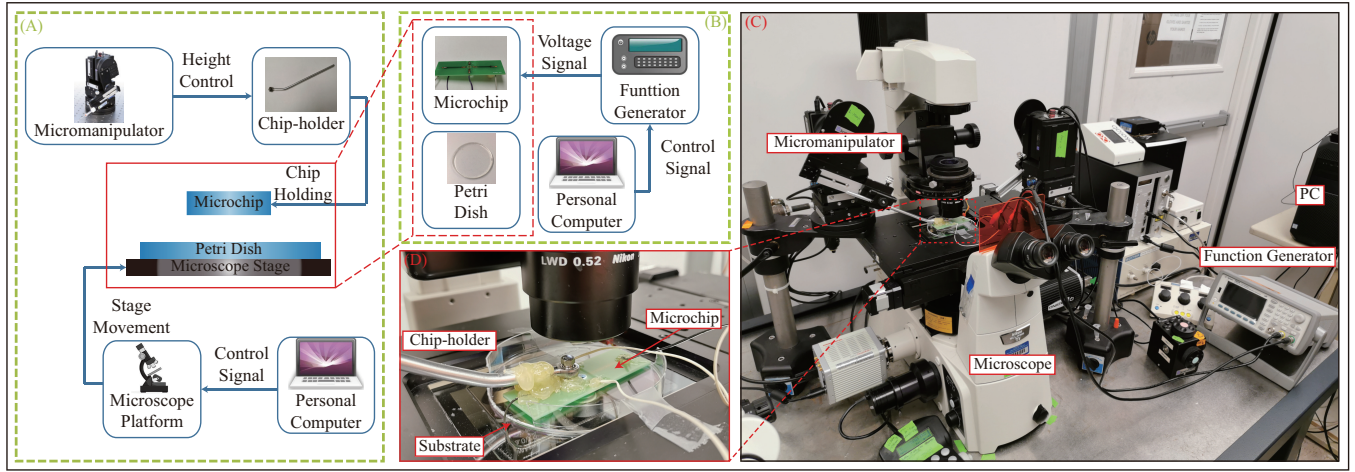 (A)
Micromanipulator
Height
Control
Chip-holder
Chip
Holding
Microchip
Petri Dish
Microscope Stage
Stage
Movement
Microscope
Platform
Control
Signal
Personal
Computer
(B)
Microchip
Voltage
Signal
Funttion
Generator
Petri
Dish
Personal
Computer
Control
Signal
(C)
Micromanipulator
PC
Function Generator
Microscope
(D)
LWD 0.52
Nikon
Microchip
Chip-holder
Substrate